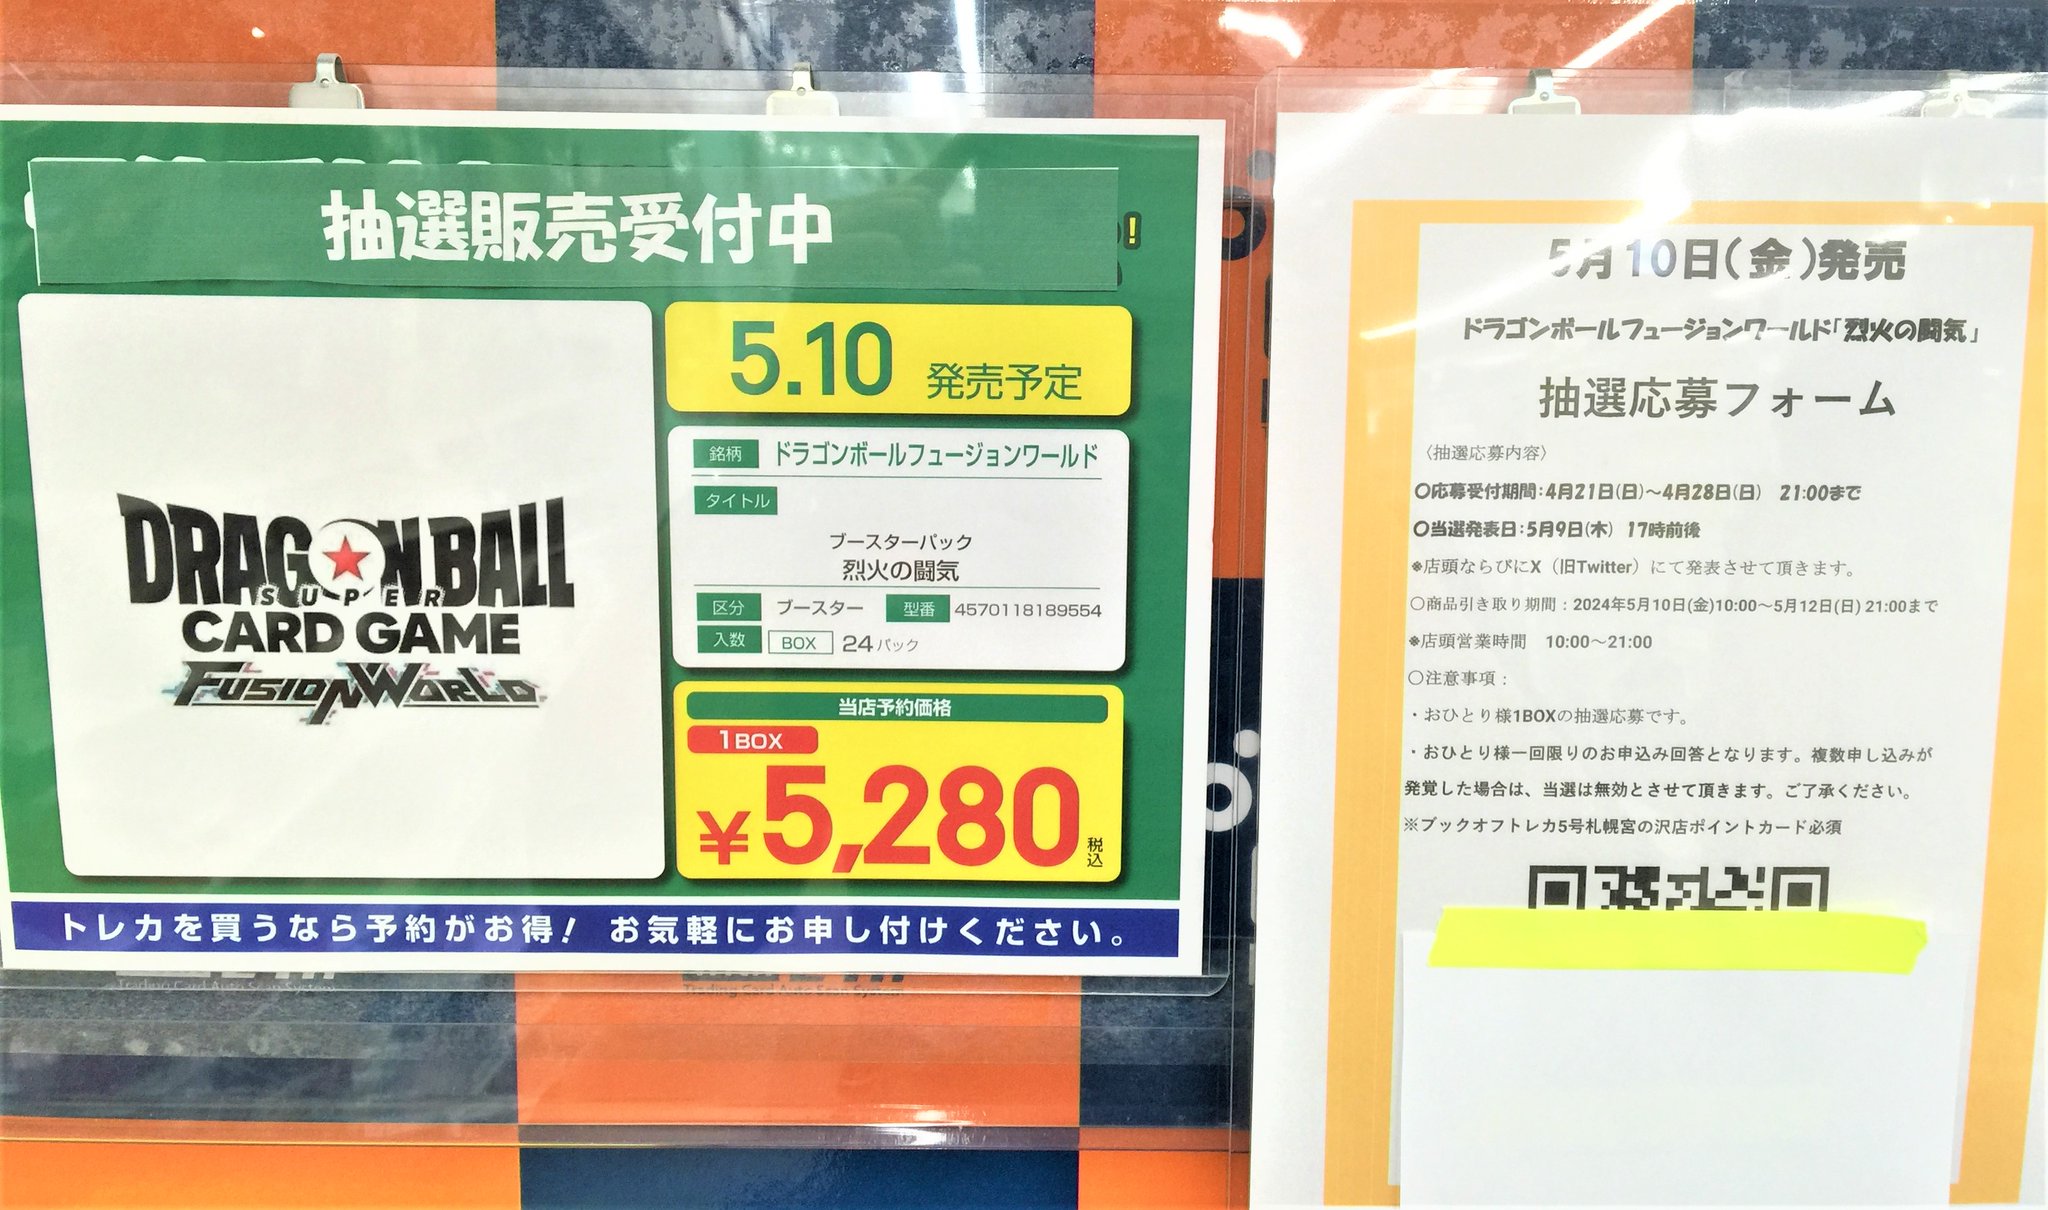 抽選販売受付中
!
DRAGON BALL
SUPER
CARD GAME
FUSION WORLD
5.10 発売予定
銘柄 ドラゴンボールフュージョンワールド
タイトル
ブースターパック
烈火の闘気
区分 ブースター 型番 4570118189554
入数 BOX 24パック
当店予約価格
1BOX
¥5,280税込
トレカを買うなら予約がお得! お気軽にお申し付けください。
Trading Card Auto Scan System
Trading Card Auto Scan System
5月10日(金)発売
ドラゴンボールフュージョンワールド「烈火の闘気」
抽選応募フォーム
〈抽選応募内容〉
〇応募受付期間:4月21日(日)~4月28日(日) 21:00まで
〇当選発表日:5月9日(木) 17時前後
※店頭ならびにX(旧Twitter)にて発表させて頂きます。
〇商品引き取り期間:2024年5月10日(金)10:00~5月12日(日) 21:00まで
※店頭営業時間 10:00~21:00
〇注意事項:
・おひとり様1BOXの抽選応募です。
・おひとり様一回限りのお申込み回答となります。複数申し込みが
発覚した場合は、当選は無効とさせて頂きます。ご了承ください。
※ブックオフトレカ5号札幌宮の沢店ポイントカード必須